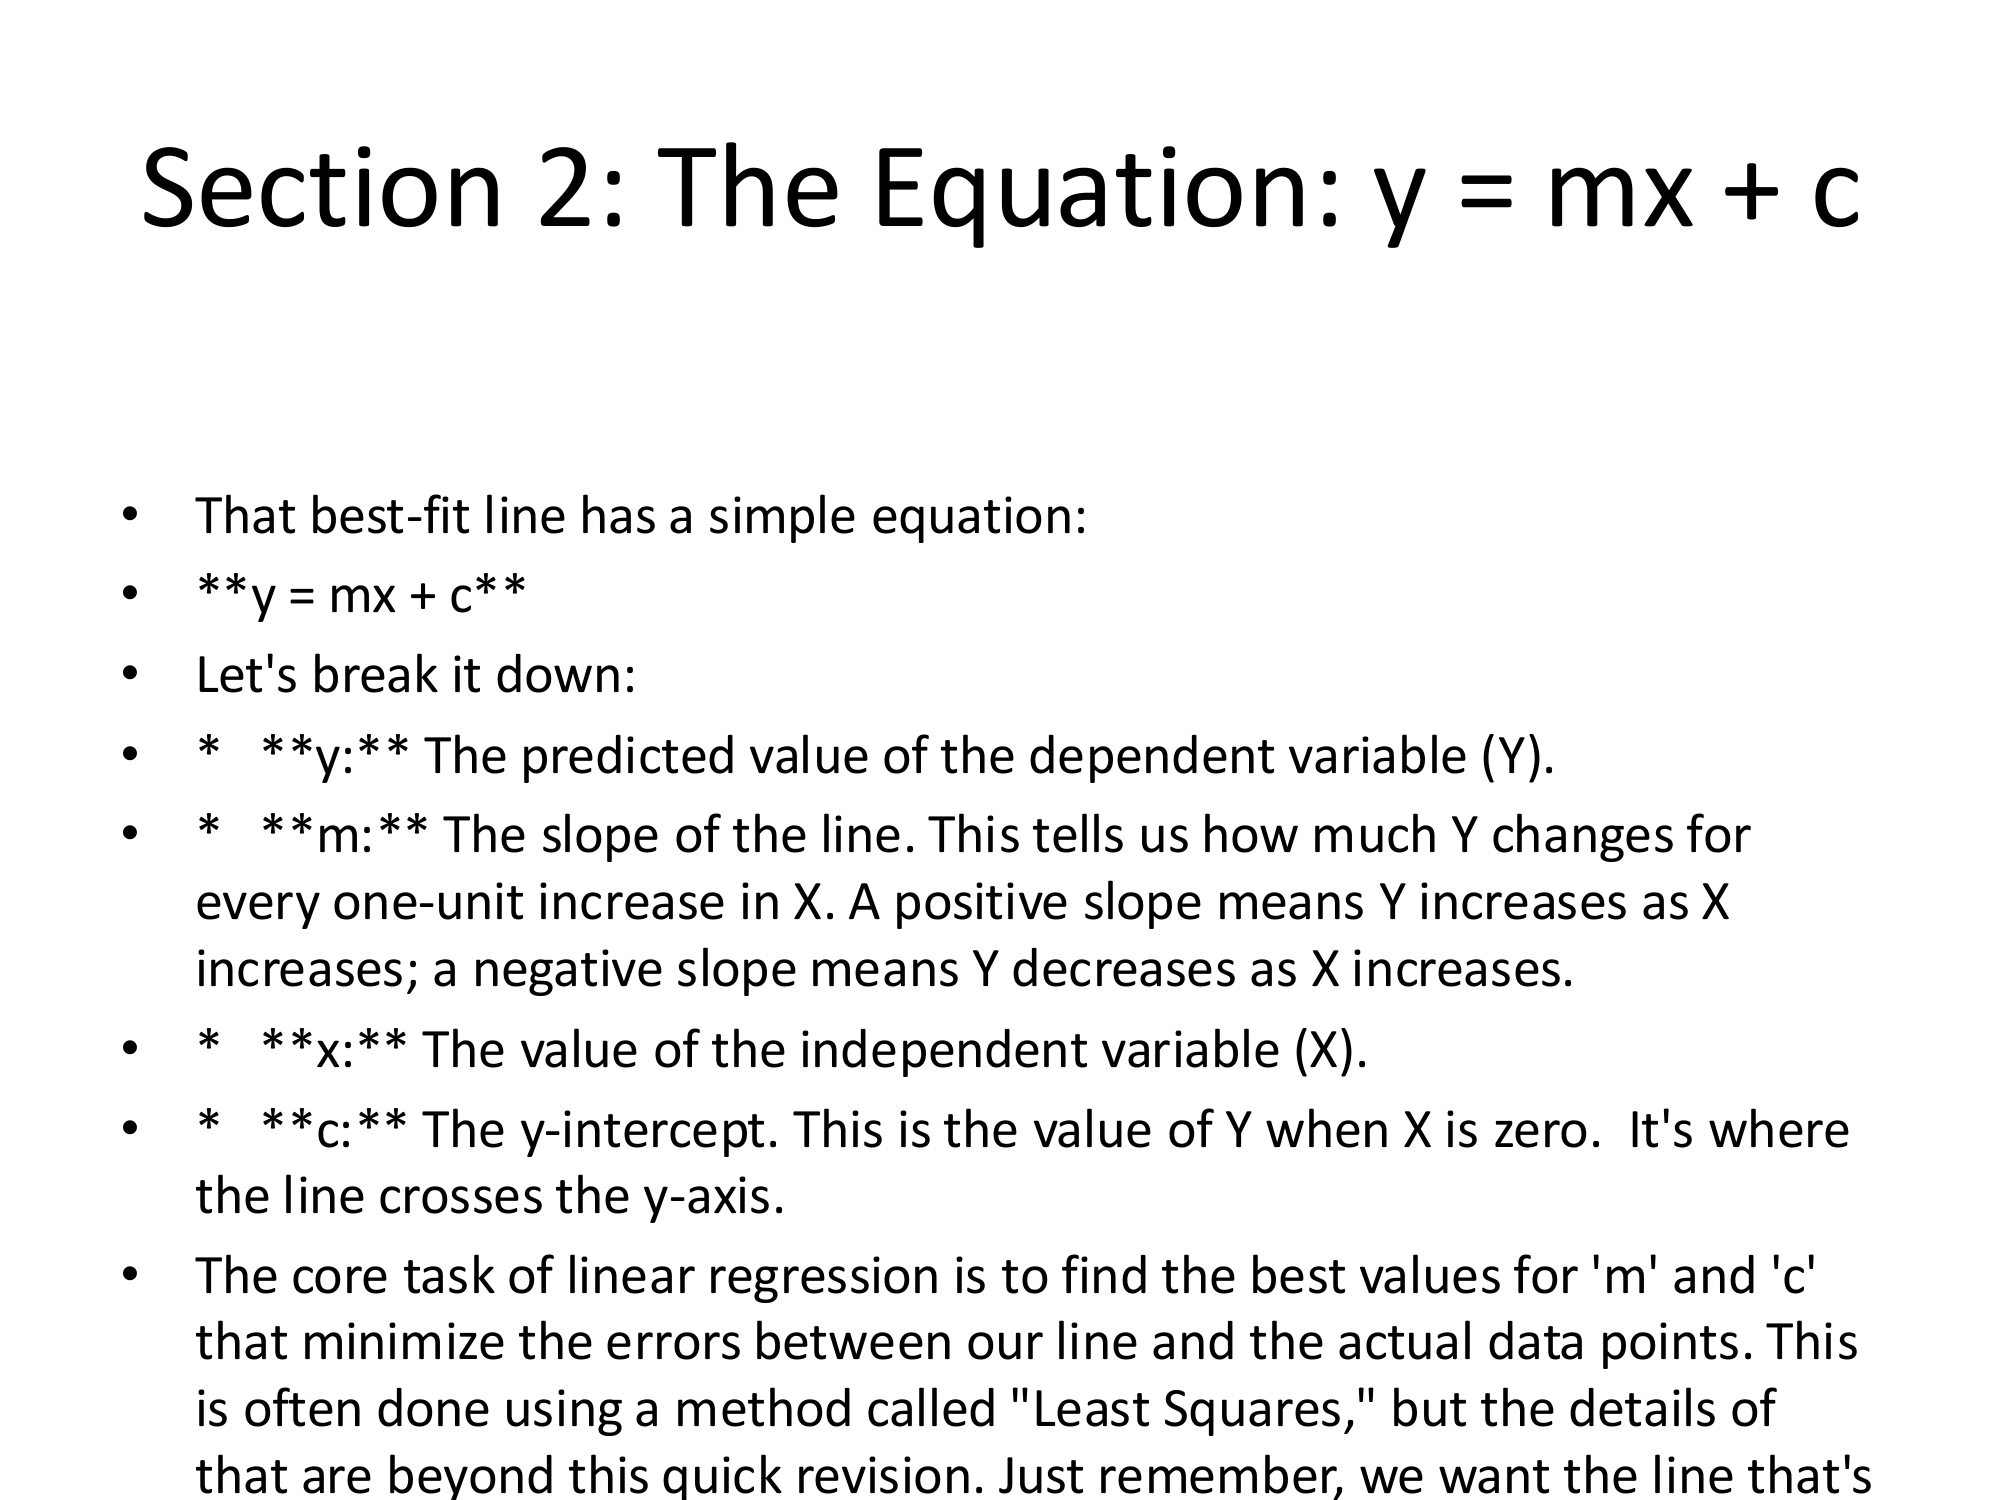 Section 2: The Equation: y = mx + c
• That best-fit line has a simple equation:
• **y = mx + c**
• Let's break it down:
• *   **y:** The predicted value of the dependent variable (Y).
• *   **m:** The slope of the line. This tells us how much Y changes for
every one-unit increase in X. A positive slope means Y increases as X
increases; a negative slope means Y decreases as X increases.
• *   **x:** The value of the independent variable (X).
• *   **c:** The y-intercept. This is the value of Y when X is zero.  It's where
the line crosses the y-axis.
• The core task of linear regression is to find the best values for 'm' and 'c'
that minimize the errors between our line and the actual data points. This
is often done using a method called "Least Squares," but the details of
that are beyond this quick revision. Just remember, we want the line that's